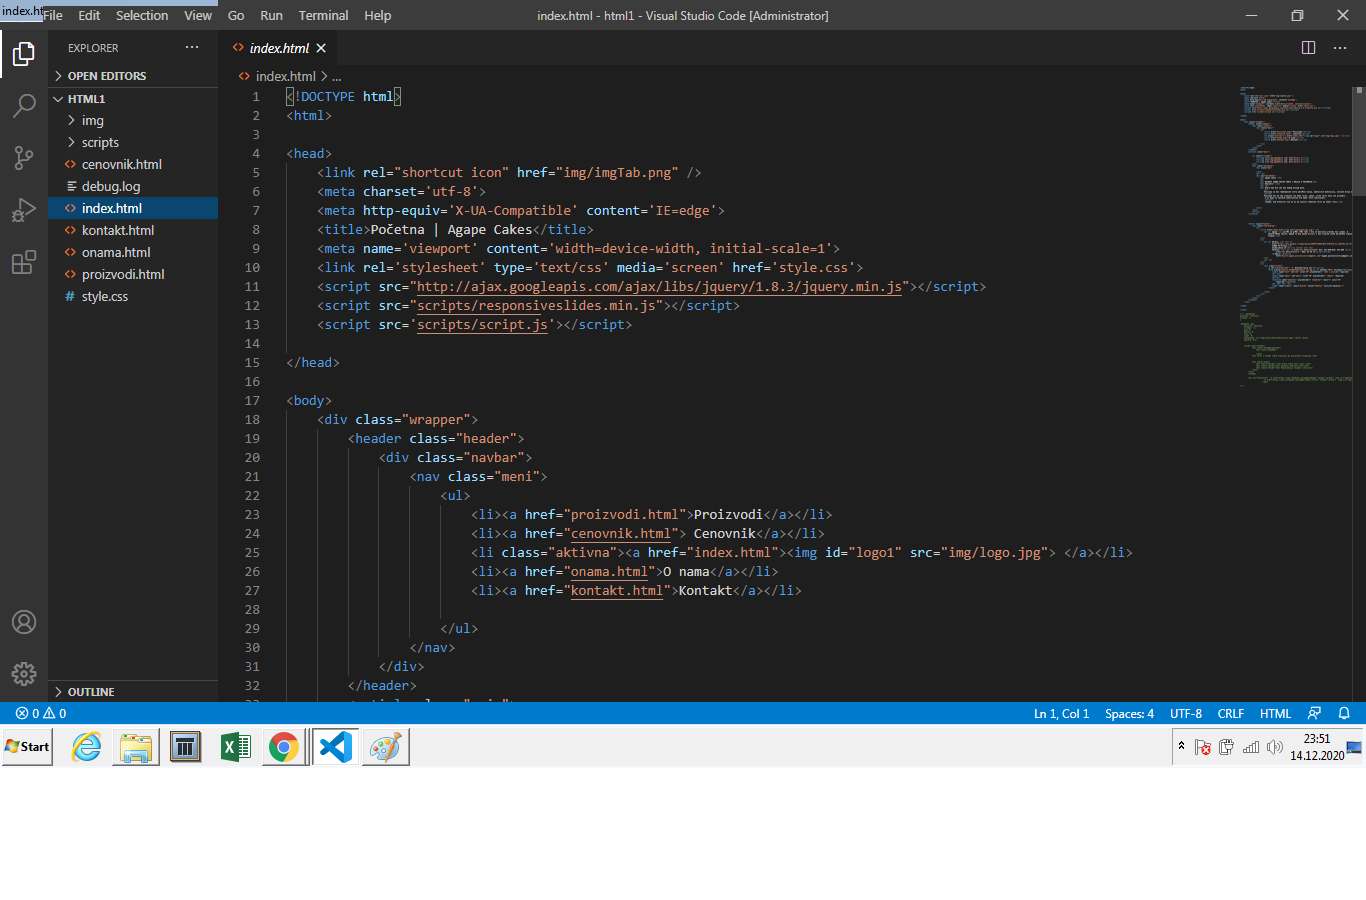 index.ht
File Edit Selection View Go Run Terminal Help
index.html - html1 - Visual Studio Code [Administrator]
EXPLORER
OPEN EDITORS
HTML1
img
scripts
cenovnik.html
debug.log
index.html
kontakt.html
onama.html
proizvodi.html
# style.css
OUTLINE
index.html
index.html > ...
1 <!DOCTYPE html>
2 <html>
3
4 <head>
5 <link rel="shortcut icon" href="img/imgTab.png" />
6 <meta charset='utf-8'>
7 <meta http-equiv='X-UA-Compatible' content='IE=edge'>
8 <title>Početna | Agape Cakes</title>
9 <meta name='viewport' content='width=device-width, initial-scale=1'>
10 <link rel='stylesheet' type='text/css' media='screen' href='style.css'>
11 <script src="http://ajax.googleapis.com/ajax/libs/jquery/1.8.3/jquery.min.js"></script>
12 <script src="scripts/responsiveslides.min.js"></script>
13 <script src='scripts/script.js'></script>
14
15 </head>
16
17 <body>
18 <div class="wrapper">
19 <header class="header">
20 <div class="navbar">
21 <nav class="meni">
22 <ul>
23 <li><a href="proizvodi.html">Proizvodi</a></li>
24 <li><a href="cenovnik.html"> Cenovnik</a></li>
25 <li class="aktivna"><a href="index.html"><img id="logo1" src="img/logo.jpg"> </a></li>
26 <li><a href="onama.html">O nama</a></li>
27 <li><a href="kontakt.html">Kontakt</a></li>
28
29 </ul>
30 </nav>
31 </div>
32 </header>
0 0
Ln 1, Col 1 Spaces: 4 UTF-8 CRLF HTML
Start
23:51
14.12.2020